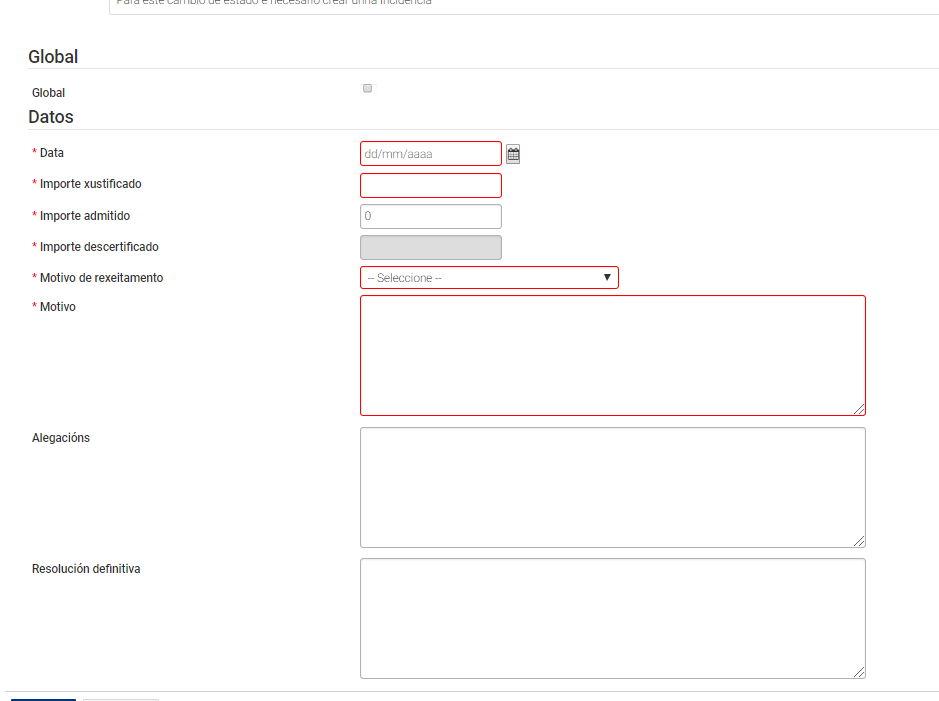 Para este cambio de estado é necesario crear unha incidencia
Global
Global
Datos
* Data
dd/mm/aaaa
* Importe xustificado
* Importe admitido
0
* Importe descertificado
* Motivo de rexeitamento
-- Seleccione --
* Motivo
Alegacións
Resolución definitiva